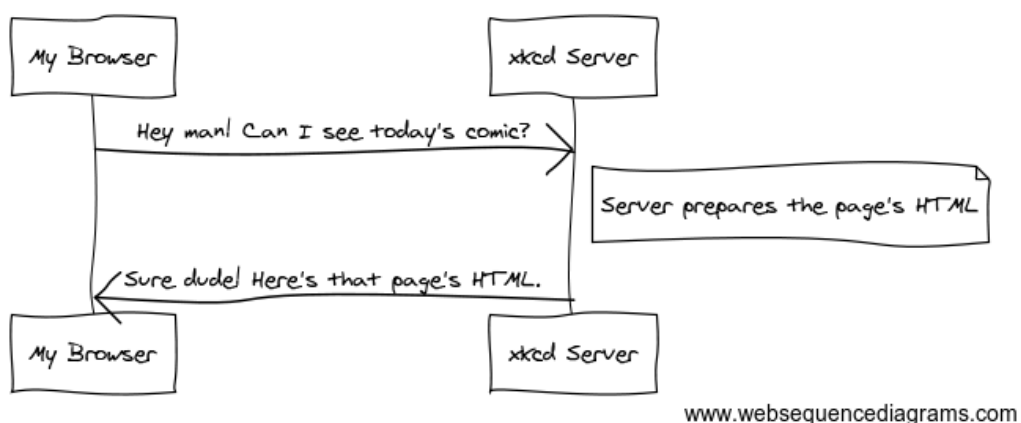 My Browser
xkcd Server
Hey man! Can I see today's comic?
Server prepares the page's HTML
Sure dude! Here's that page's HTML.
My Browser
xkcd Server
www.websequencediagrams.com